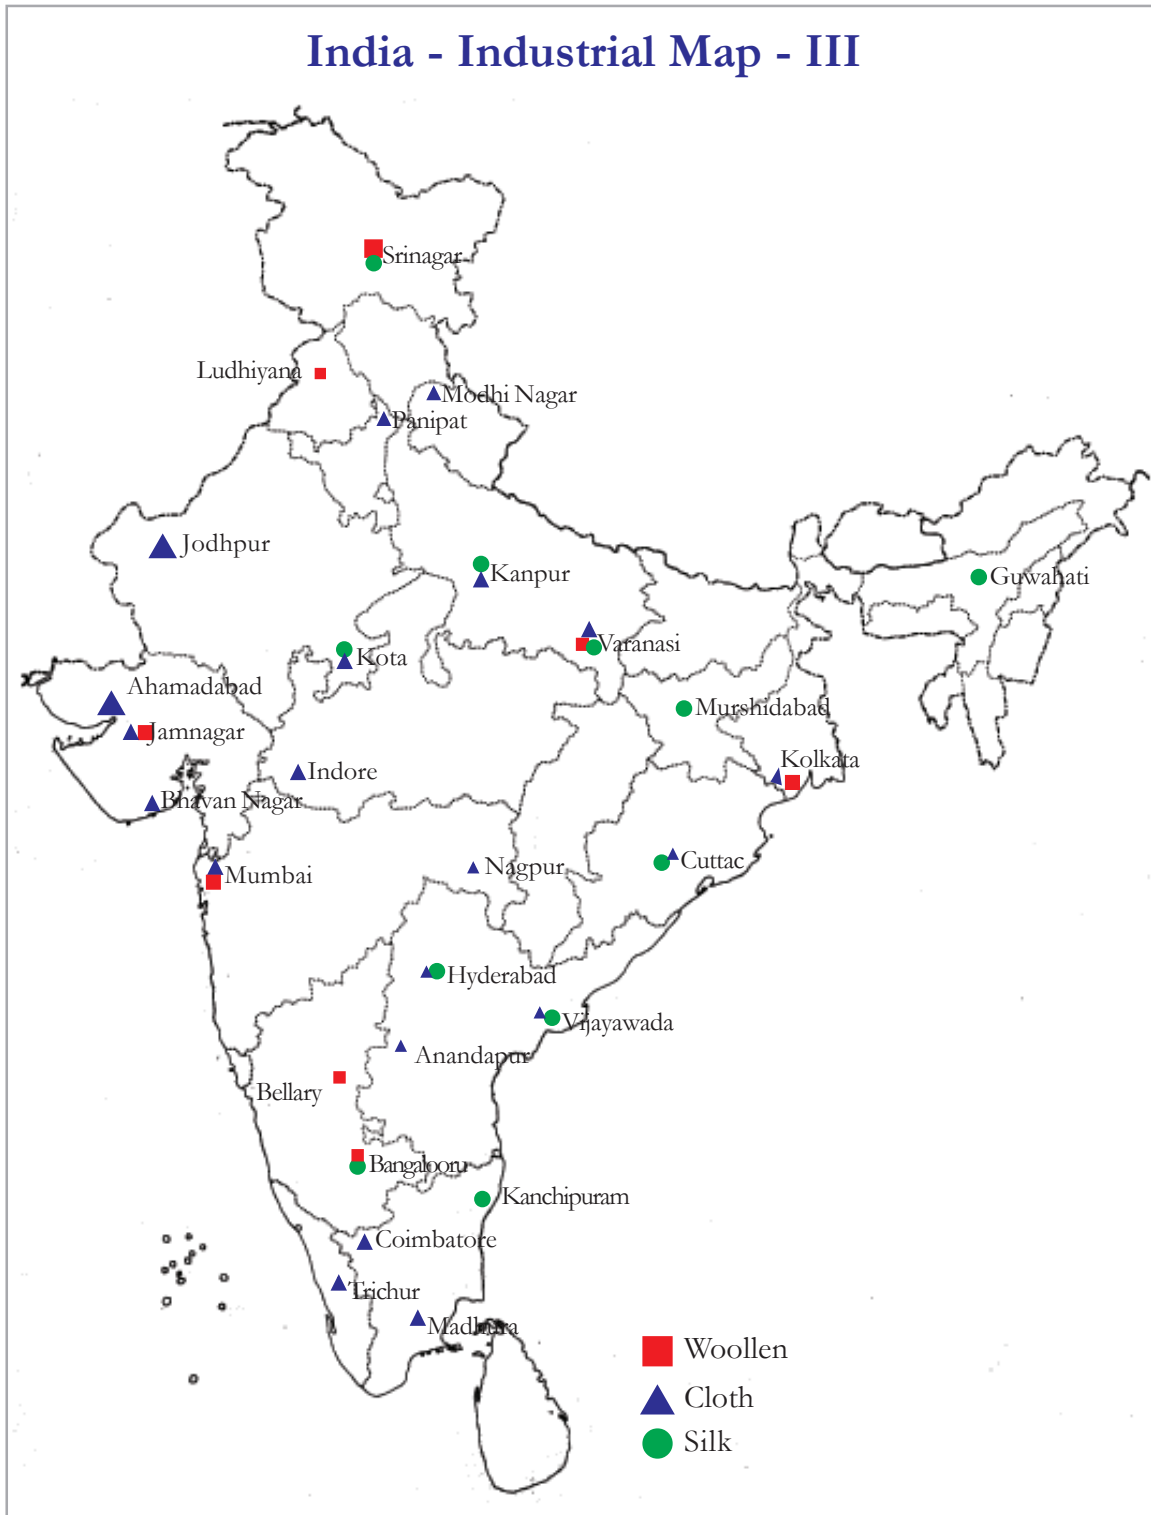 India - Industrial Map - III
Srinagar
Ludhiyana
Modhi Nagar
Panipat
Jodhpur
Kanpur
Guwahati
Varanasi
Kota
Ahamadabad
Murshidabad
Jamnagar
Kolkata
Indore
Bhavan Nagar
Cuttac
Nagpur
Mumbai
Hyderabad
Vijayawada
Anandapur
Bellary
Bangalooru
Kanchipuram
Coimbatore
Trichur
Madhura
Woollen
Cloth
Silk